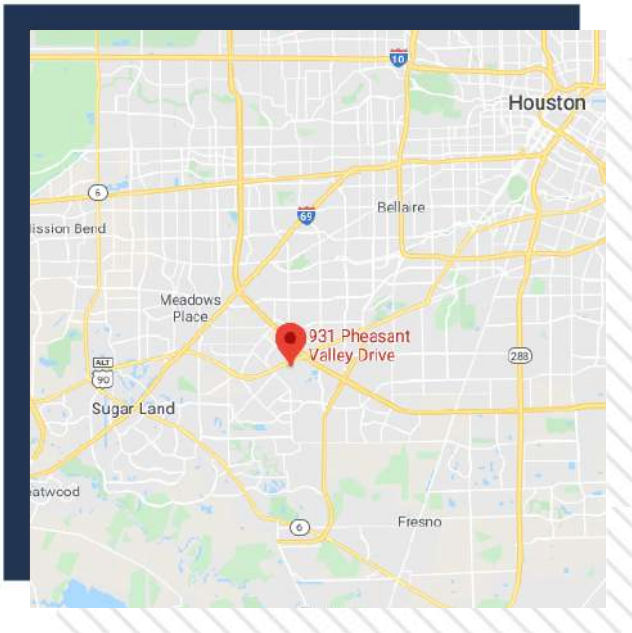 10
Houston
6
69
Bellaire
ission Bend
Meadows
Place
931 Pheasant
Valley Drive
288
ALT
90
Sugar Land
eatwood
6
Fresno